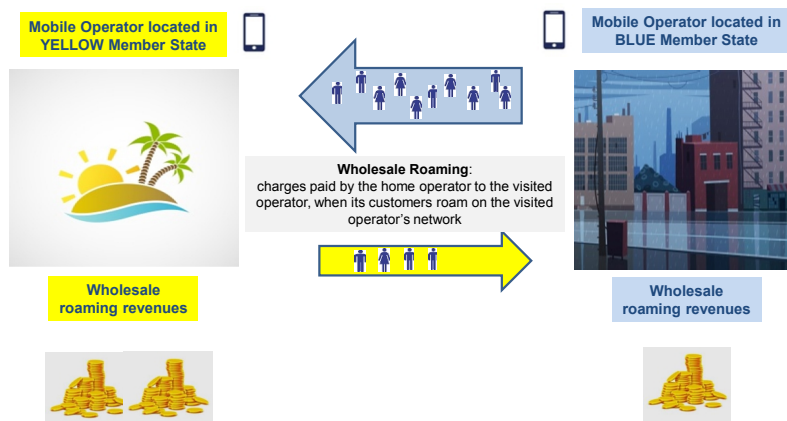 Mobile Operator located in
YELLOW Member State
Mobile Operator located in
BLUE Member State
Wholesale Roaming:
charges paid by the home operator to the visited
operator, when its customers roam on the visited
operator’s network
Wholesale
roaming revenues
Wholesale
roaming revenues